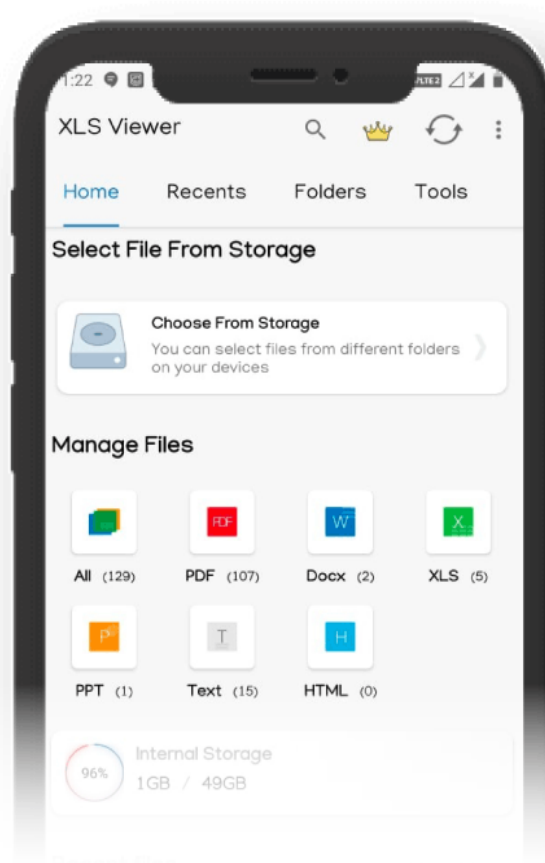 1:22
XLS Viewer
Home Recents Folders Tools
Select File From Storage
Choose From Storage
You can select files from different folders
on your devices
Manage Files
PDF W X
All (129) PDF (107) Docx (2) XLS (5)
P T H
PPT (1) Text (15) HTML (0)
96%
Internal Storage
1GB / 49GB